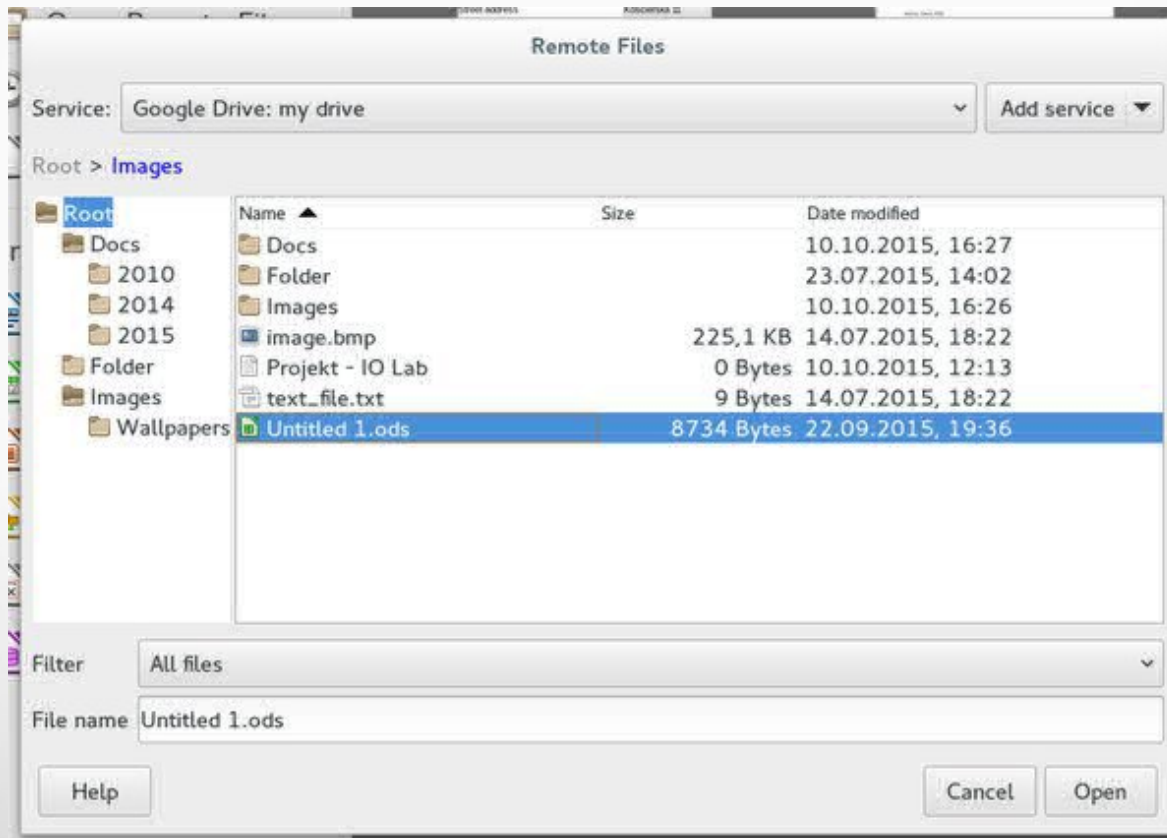 Street address
Remote Files
Service: Google Drive: my drive Add service
Root > Images
Root
Docs
2010
2014
2015
Folder
Images
Wallpapers
Name Size Date modified
Docs 10.10.2015, 16:27
Folder 23.07.2015, 14:02
Images 10.10.2015, 16:26
image.bmp 225,1 KB 14.07.2015, 18:22
Projekt - IO Lab 0 Bytes 10.10.2015, 12:13
text_file.txt 9 Bytes 14.07.2015, 18:22
Untitled 1.ods 8734 Bytes 22.09.2015, 19:36
Filter All files
File name Untitled 1.ods
Help Cancel Open